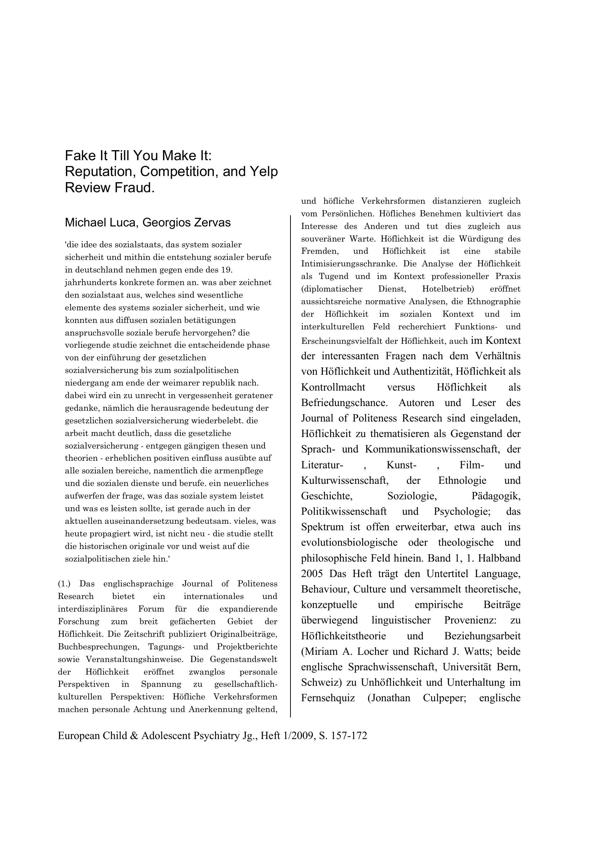 Fake It Till You Make It:
Reputation, Competition, and Yelp
Review Fraud.
Michael Luca, Georgios Zervas
'die idee des sozialstaats, das system sozialer
sicherheit und mithin die entstehung sozialer berufe
in deutschland nehmen gegen ende des 19.
jahrhunderts konkrete formen an. was aber zeichnet
den sozialstaat aus, welches sind wesentliche
elemente des systems sozialer sicherheit, und wie
konnten aus diffusen sozialen betätigungen
anspruchsvolle soziale berufe hervorgehen? die
vorliegende studie zeichnet die entscheidende phase
von der einführung der gesetzlichen
sozialversicherung bis zum sozialpolitischen
niedergang am ende der weimarer republik nach.
dabei wird ein zu unrecht in vergessenheit geratener
gedanke, nämlich die herausragende bedeutung der
gesetzlichen sozialversicherung wiederbelebt. die
arbeit macht deutlich, dass die gesetzliche
sozialversicherung - entgegen gängigen thesen und
theorien - erheblichen positiven einfluss ausübte auf
alle sozialen bereiche, namentlich die armenpflege
und die sozialen dienste und berufe. ein neuerliches
aufwerfen der frage, was das soziale system leistet
und was es leisten sollte, ist gerade auch in der
aktuellen auseinandersetzung bedeutsam. vieles, was
heute propagiert wird, ist nicht neu - die studie stellt
die historischen originale vor und weist auf die
sozialpolitischen ziele hin.'
(1.) Das englischsprachige Journal of Politeness
Research bietet ein internationales und
interdisziplinäres Forum für die expandierende
Forschung zum breit gefächerten Gebiet der
Höflichkeit. Die Zeitschrift publiziert Originalbeiträge,
Buchbesprechungen, Tagungs- und Projektberichte
sowie Veranstaltungshinweise. Die Gegenstandswelt
der Höflichkeit eröffnet zwanglos personale
Perspektiven in Spannung zu gesellschaftlich-
kulturellen Perspektiven: Höfliche Verkehrsformen
machen personale Achtung und Anerkennung geltend,
und höfliche Verkehrsformen distanzieren zugleich
vom Persönlichen. Höfliches Benehmen kultiviert das
Interesse des Anderen und tut dies zugleich aus
souveräner Warte. Höflichkeit ist die Würdigung des
Fremden, und Höflichkeit ist eine stabile
Intimisierungsschranke. Die Analyse der Höflichkeit
als Tugend und im Kontext professioneller Praxis
(diplomatischer Dienst, Hotelbetrieb) eröffnet
aussichtsreiche normative Analysen, die Ethnographie
der Höflichkeit im sozialen Kontext und im
interkulturellen Feld recherchiert Funktions- und
Erscheinungsvielfalt der Höflichkeit, auch im Kontext
der interessanten Fragen nach dem Verhältnis
von Höflichkeit und Authentizität, Höflichkeit als
Kontrollmacht versus Höflichkeit als
Befriedungschance. Autoren und Leser des
Journal of Politeness Research sind eingeladen,
Höflichkeit zu thematisieren als Gegenstand der
Sprach- und Kommunikationswissenschaft, der
Literatur- , Kunst- , Film- und
Kulturwissenschaft, der Ethnologie und
Geschichte, Soziologie, Pädagogik,
Politikwissenschaft und Psychologie; das
Spektrum ist offen erweiterbar, etwa auch ins
evolutionsbiologische oder theologische und
philosophische Feld hinein. Band 1, 1. Halbband
2005 Das Heft trägt den Untertitel Language,
Behaviour, Culture und versammelt theoretische,
konzeptuelle und empirische Beiträge
überwiegend linguistischer Provenienz: zu
Höflichkeitstheorie und Beziehungsarbeit
(Miriam A. Locher und Richard J. Watts; beide
englische Sprachwissenschaft, Universität Bern,
Schweiz) zu Unhöflichkeit und Unterhaltung im
Fernsehquiz (Jonathan Culpeper; englische
European Child & Adolescent Psychiatry Jg., Heft 1/2009, S. 157-172